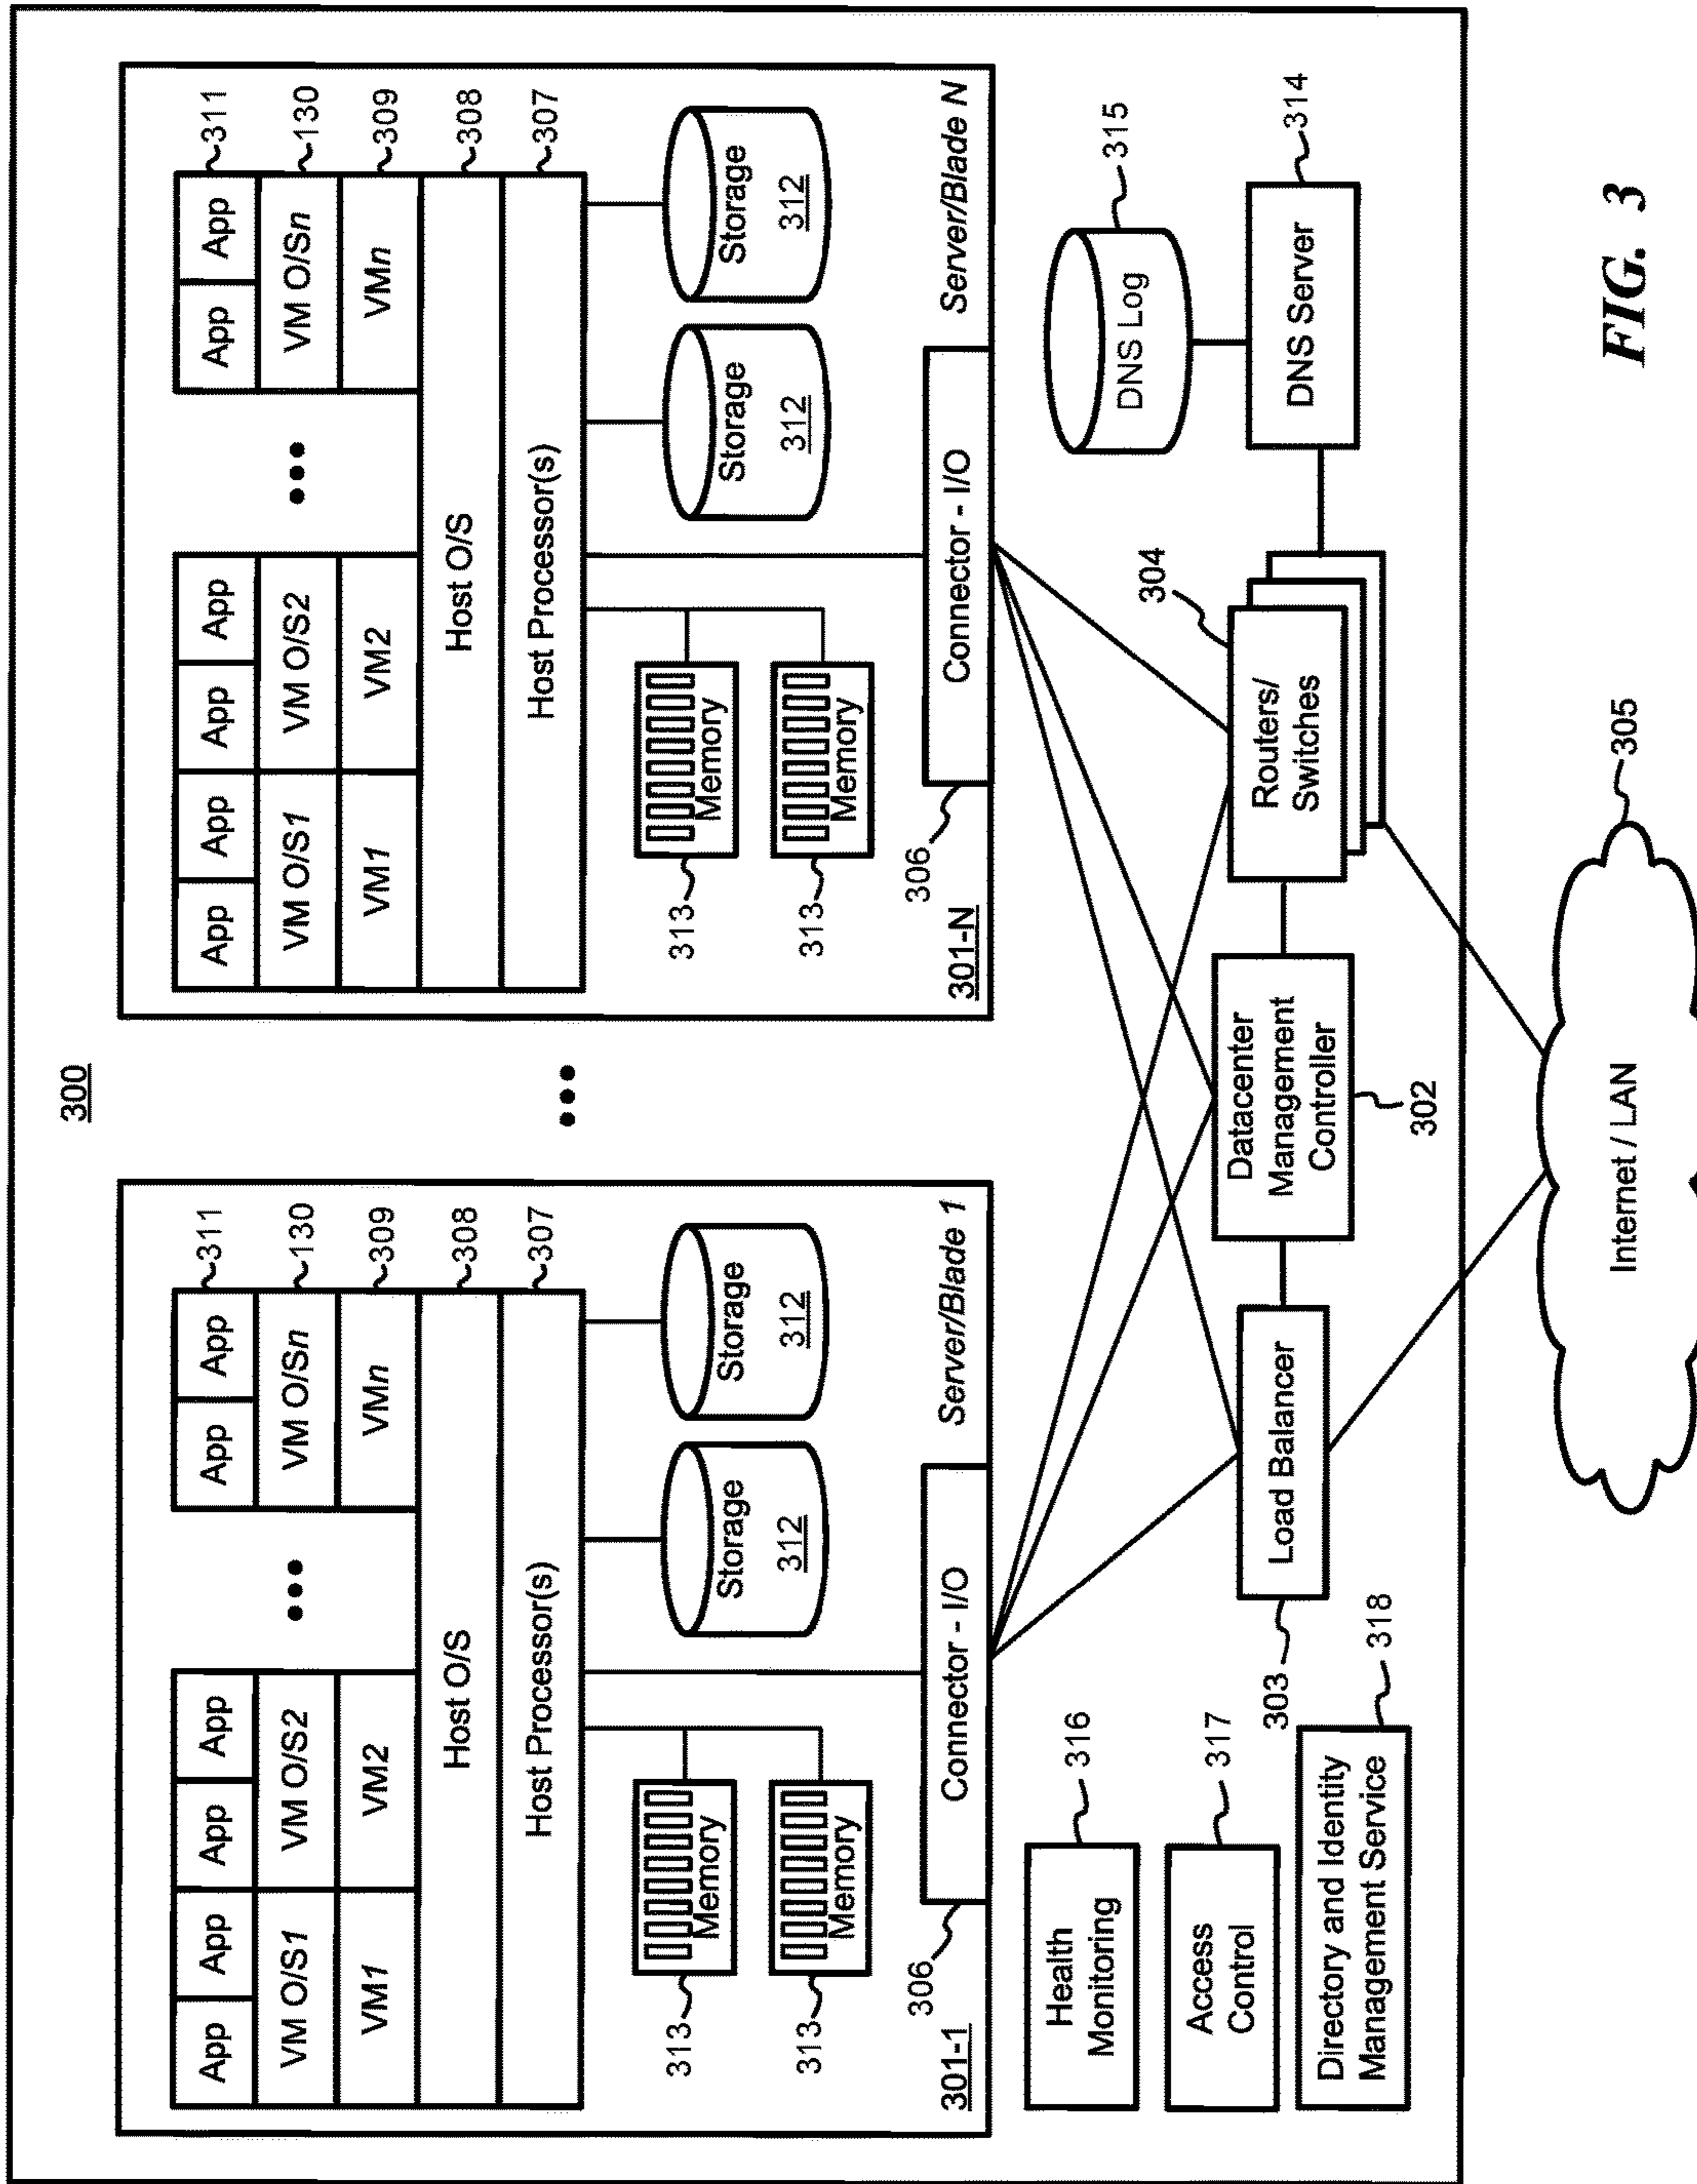 300
App App App App App App 311
VM O/S1 VM O/S2 ••• VM O/Sn 130
VM1 VM2 VMn 309
Host O/S 308
Host Processor(s) 307
313 Memory
313 Memory
Storage 312
Storage 312
306
Connector - I/O
301-1
Server/Blade 1
•••
App App App App App App 311
VM O/S1 VM O/S2 ••• VM O/Sn 130
VM1 VM2 VMn 309
Host O/S 308
Host Processor(s) 307
313 Memory
313 Memory
Storage 312
Storage 312
306
Connector - I/O
301-N
Server/Blade N
Health
Monitoring
316
Access
Control
317
Directory and Identity
Management Service
318
303
Load Balancer
Datacenter
Management
Controller
302
304
Routers/
Switches
DNS Log
315
DNS Server
314
Internet / LAN
305
FIG. 3